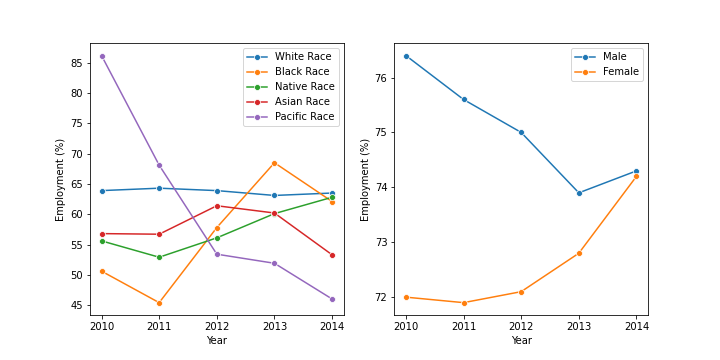 White Race
Black Race
Native Race
Asian Race
Pacific Race
85
80
75
70
65
60
55
50
45
Employment (%)
2010 2011 2012 2013 2014
Year
Male
Female
76
75
74
73
72
Employment (%)
2010 2011 2012 2013 2014
Year